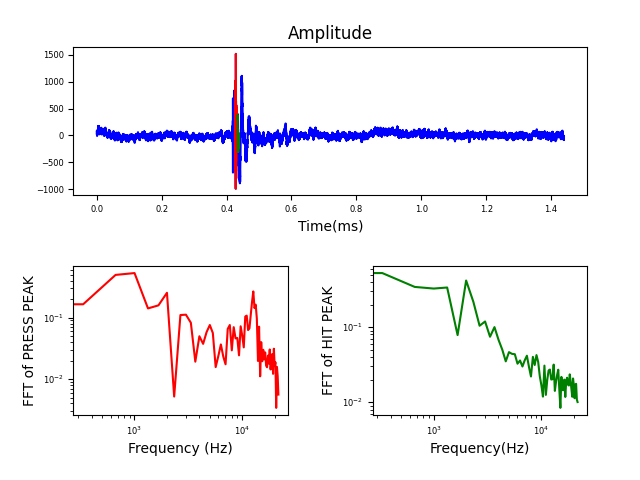 Amplitude
1500
1000
500
0
−500
−1000
0.0 0.2 0.4 0.6 0.8 1.0 1.2 1.4
Time(ms)
FFT of PRESS PEAK
10⁻¹
10⁻²
10³ 10⁴
Frequency (Hz)
FFT of HIT PEAK
10⁻¹
10⁻²
10³ 10⁴
Frequency(Hz)